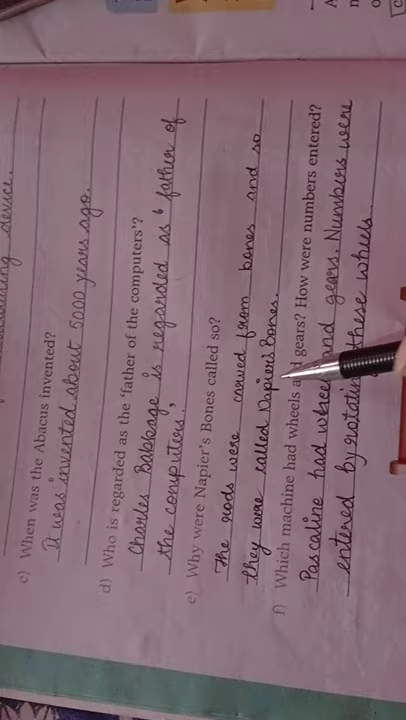 counting device.
c) When was the Abacus invented?
It was invented about 5000 years ago.
d) Who is regarded as the 'father of the computers'?
Charles Babbage is regarded as "father of
the computers".
e) Why were Napier's Bones called so?
The rods were carved from bones and so
they were called Napier's Bones.
f) Which machine had wheels and gears? How were numbers entered?
Pascaline had wheels and gears. Numbers were
entered by rotating these wheels.